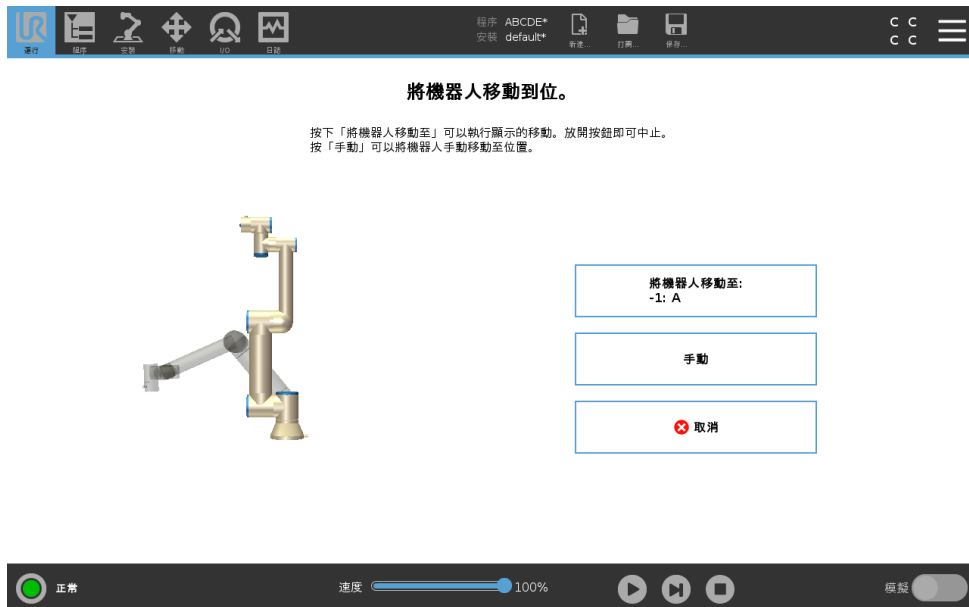 UR
運行
程序
安裝
移動
I/O
日誌
程序 ABCDE*
安裝 default*
新建...
打開...
保存...
C C
C C
將機器人移動到位。
按下「將機器人移動至」可以執行顯示的移動。放開按鈕即可中止。
按「手動」可以將機器人手動移動至位置。
將機器人移動至:
-1: A
手動
取消
正常
速度
100%
模擬